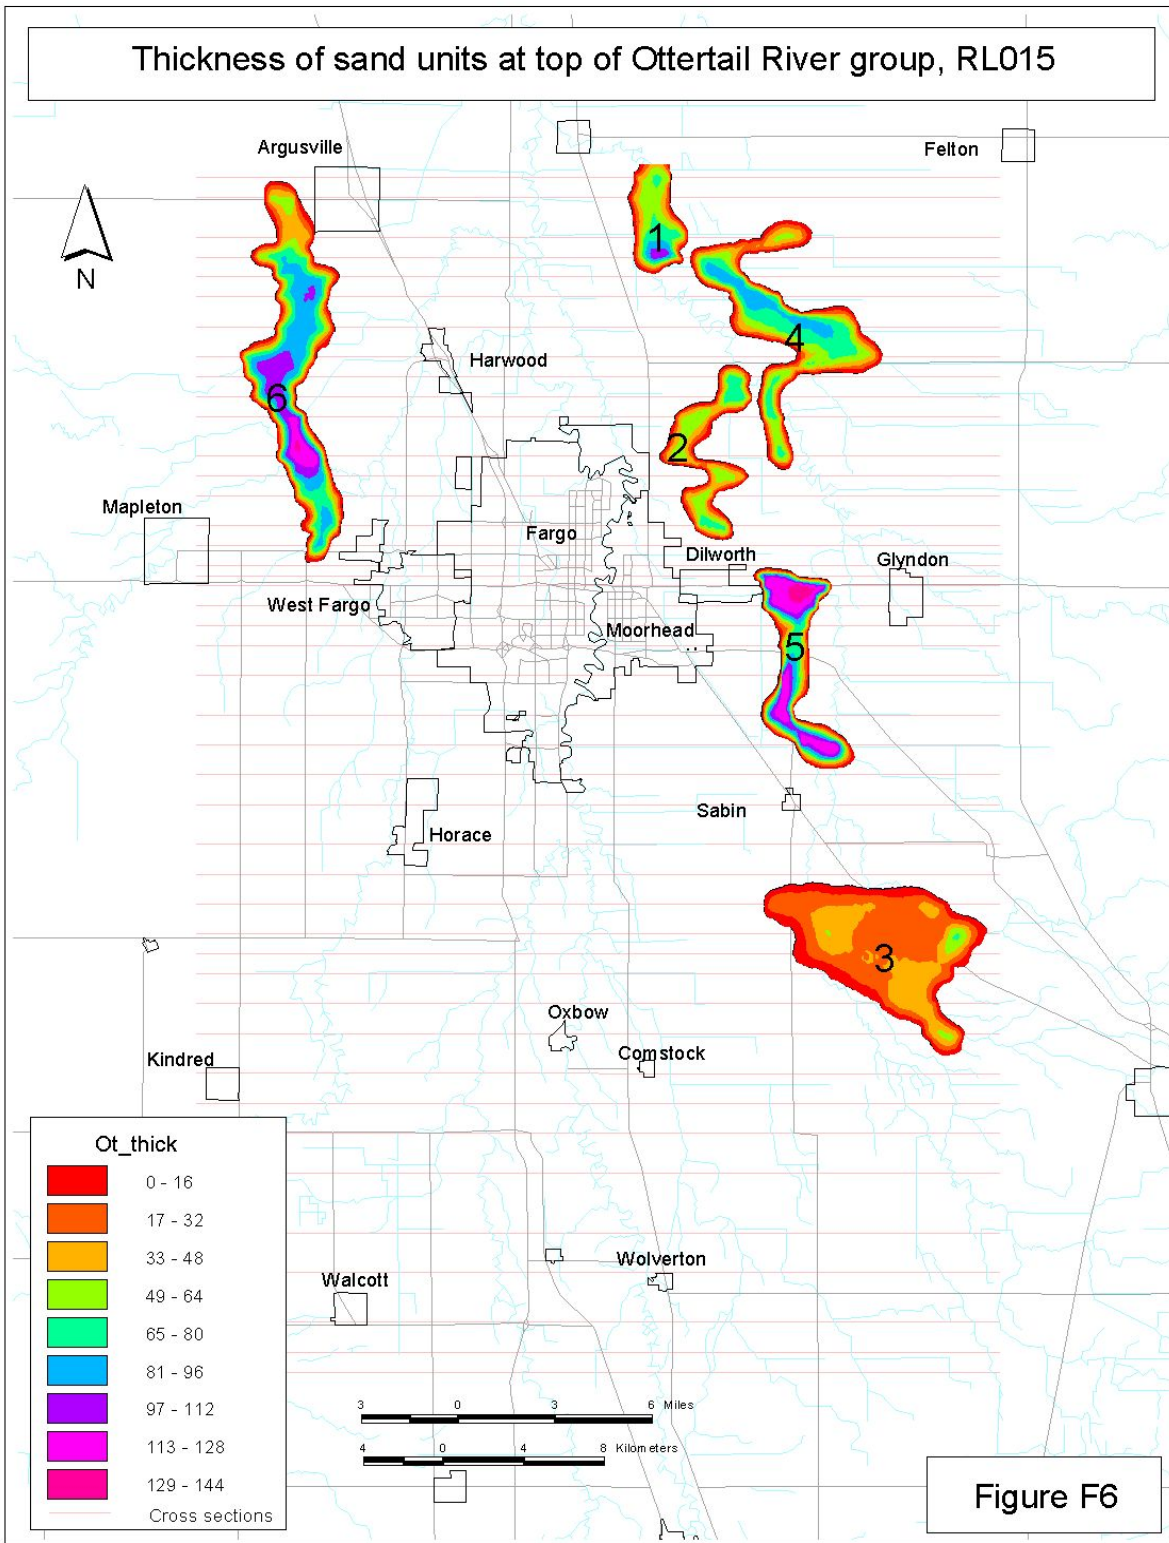 Thickness of sand units at top of Ottertail River group, RL015
Argusville
Felton
N
1
4
Harwood
6
2
Mapleton
Fargo
Dilworth
Glyndon
West Fargo
Moorhead
5
Sabin
Horace
3
Oxbow
Comstock
Kindred
Ot_thick
0 - 16
17 - 32
33 - 48
49 - 64
65 - 80
81 - 96
97 - 112
113 - 128
129 - 144
Cross sections
Wolverton
Walcott
3 0 3 6 Miles
4 0 4 8 Kilometers
Figure F6